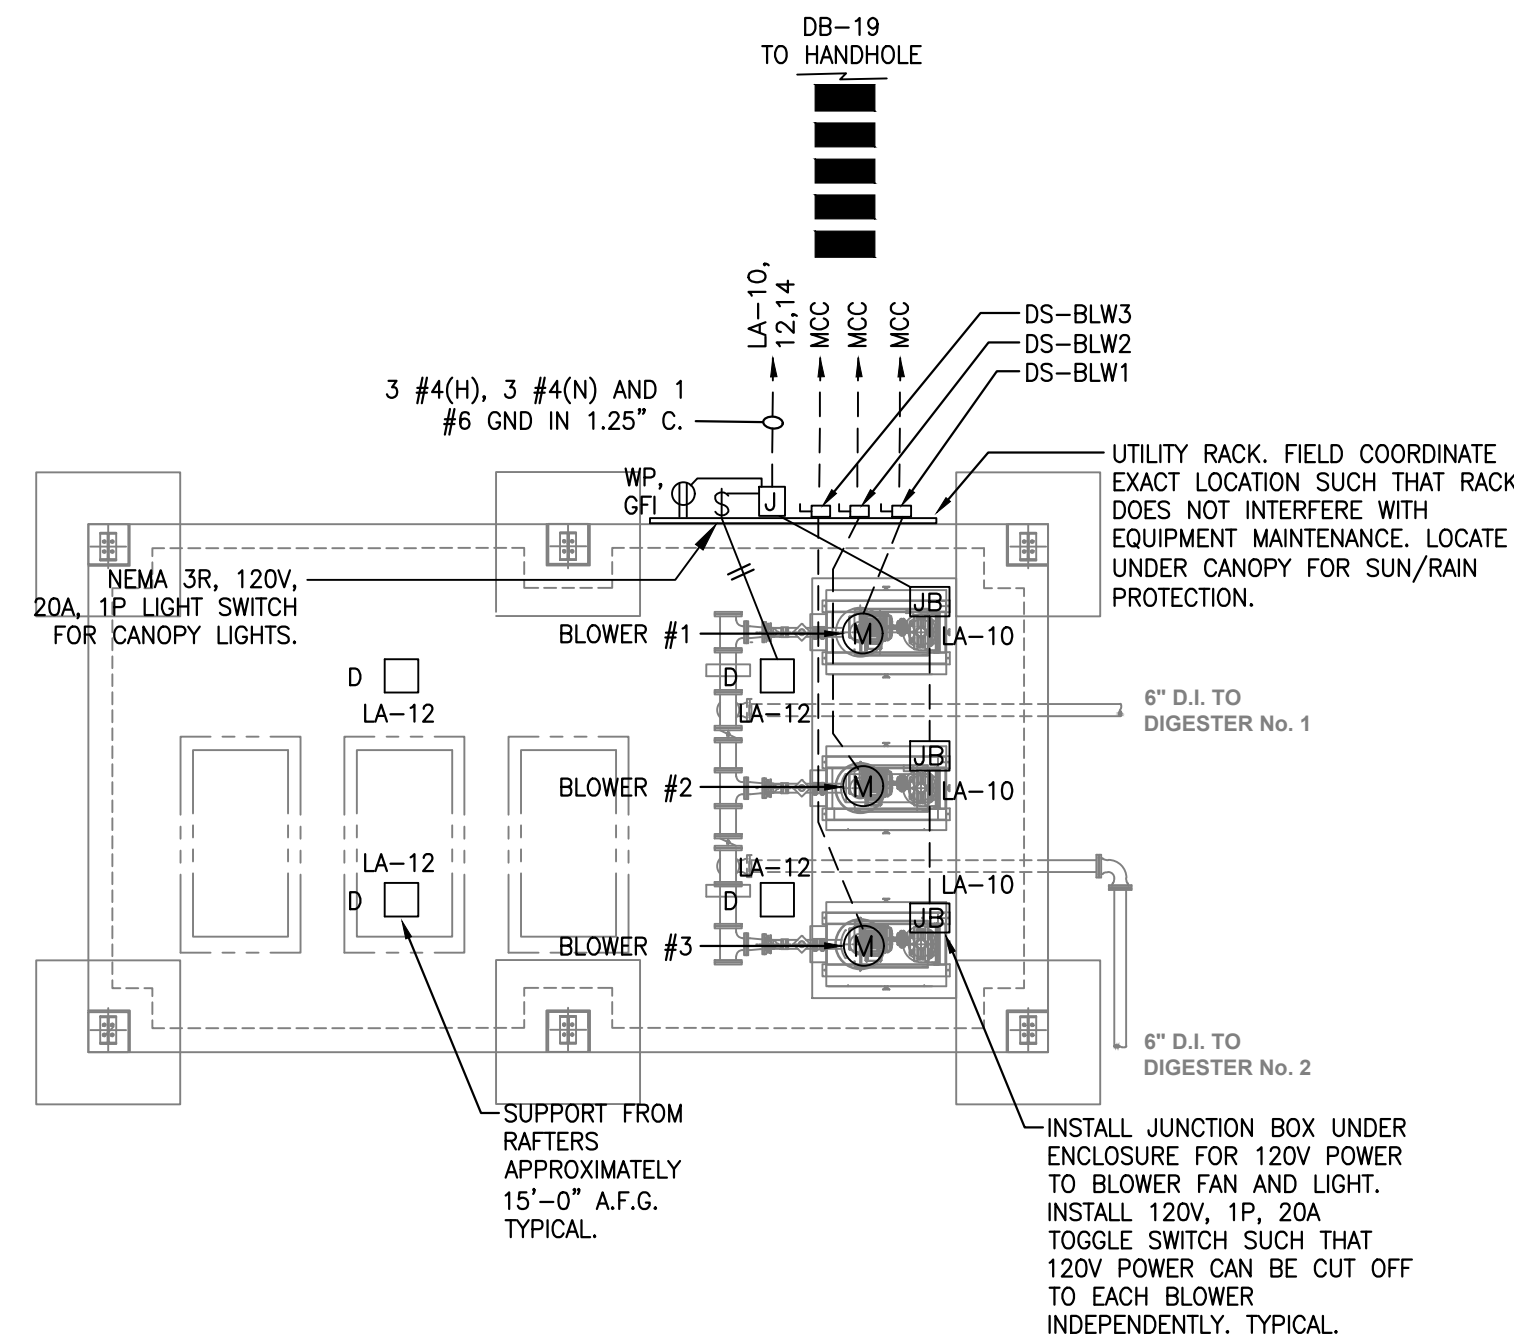 DB-19
TO HANDHOLE
LA-10,
12,14
MCC
MCC
MCC
DS-BLW3
DS-BLW2
DS-BLW1
3 #4(H), 3 #4(N) AND 1
#6 GND IN 1.25" C.
WP,
GFI
S
J
UTILITY RACK. FIELD COORDINATE
EXACT LOCATION SUCH THAT RACK
DOES NOT INTERFERE WITH
EQUIPMENT MAINTENANCE. LOCATE
UNDER CANOPY FOR SUN/RAIN
PROTECTION.
NEMA 3R, 120V,
20A, 1P LIGHT SWITCH
FOR CANOPY LIGHTS.
BLOWER #1
M
JB
LA-10
D
LA-12
D
LA-12
6" D.I. TO
DIGESTER No. 1
BLOWER #2
M
JB
LA-10
LA-12
D
LA-12
D
LA-10
BLOWER #3
M
JB
6" D.I. TO
DIGESTER No. 2
SUPPORT FROM
RAFTERS
APPROXIMATELY
15'-0" A.F.G.
TYPICAL.
INSTALL JUNCTION BOX UNDER
ENCLOSURE FOR 120V POWER
TO BLOWER FAN AND LIGHT.
INSTALL 120V, 1P, 20A
TOGGLE SWITCH SUCH THAT
120V POWER CAN BE CUT OFF
TO EACH BLOWER
INDEPENDENTLY. TYPICAL.